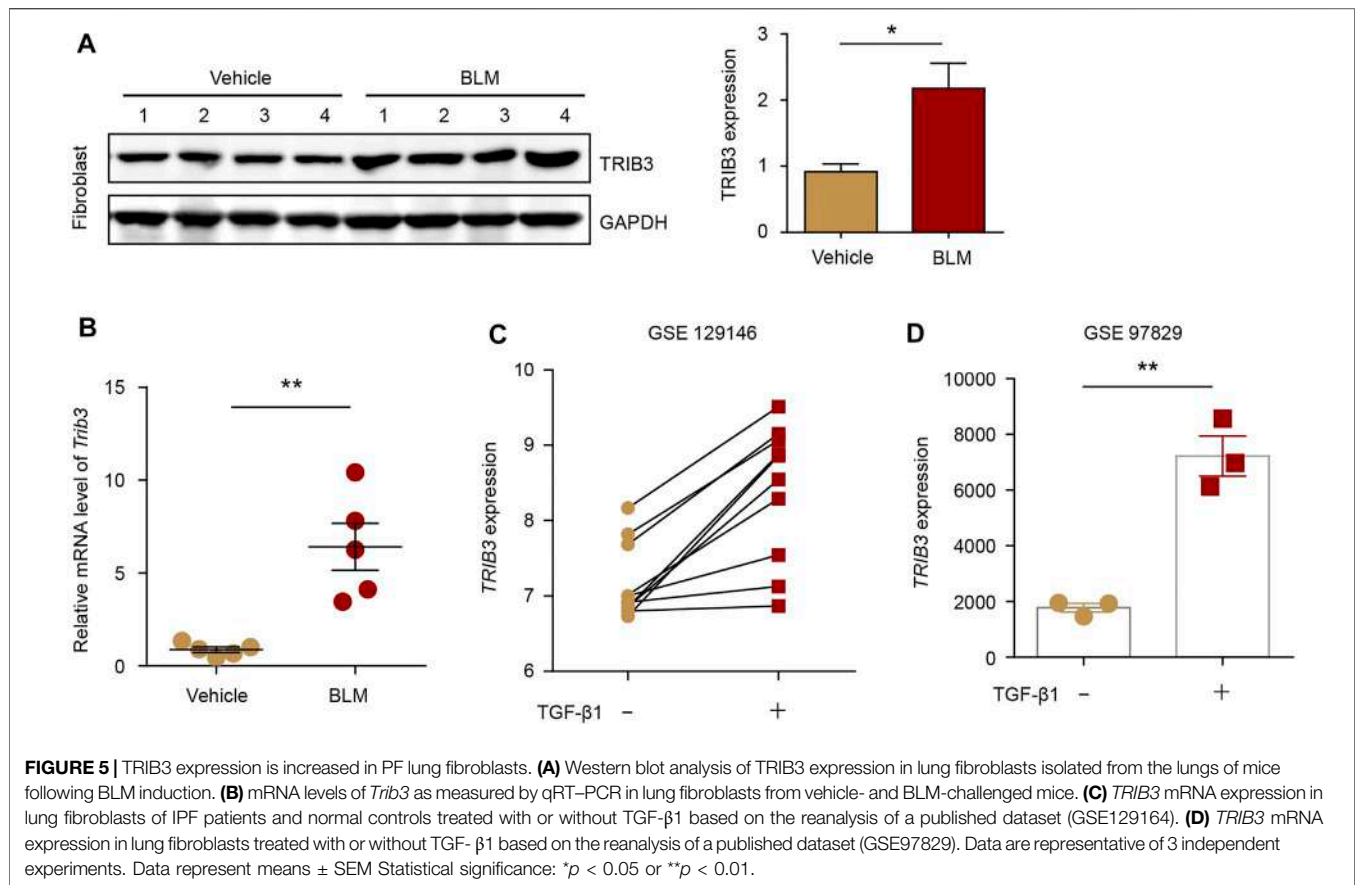 A
Vehicle
BLM
1 2 3 4 1 2 3 4
Fibroblast
TRIB3
GAPDH
TRIB3 expression
3
2
1
0
*
Vehicle BLM
B
Relative mRNA level of Trib3
15
10
5
0
**
Vehicle BLM
C
GSE 129146
TRIB3 expression
10
9
8
7
6
TGF-β1 − +
D
GSE 97829
TRIB3 expression
10000
8000
6000
4000
2000
0
**
TGF-β1 − +
FIGURE 5 | TRIB3 expression is increased in PF lung fibroblasts. (A) Western blot analysis of TRIB3 expression in lung fibroblasts isolated from the lungs of mice
following BLM induction. (B) mRNA levels of Trib3 as measured by qRT–PCR in lung fibroblasts from vehicle- and BLM-challenged mice. (C) TRIB3 mRNA expression in
lung fibroblasts of IPF patients and normal controls treated with or without TGF-β1 based on the reanalysis of a published dataset (GSE129164). (D) TRIB3 mRNA
expression in lung fibroblasts treated with or without TGF- β1 based on the reanalysis of a published dataset (GSE97829). Data are representative of 3 independent
experiments. Data represent means ± SEM Statistical significance: *p < 0.05 or **p < 0.01.